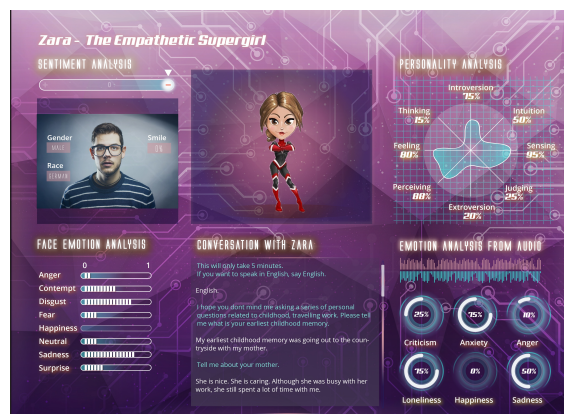 Zara - The Empathetic Supergirl
SENTIMENT ANALYSIS
0%
Gender
MALE
Smile
0%
Race
GERMAN
PERSONALITY ANALYSIS
Introversion
75%
Thinking
15%
Intuition
50%
Feeling
80%
Sensing
95%
Perceiving
88%
Judging
25%
Extroversion
20%
FACE EMOTION ANALYSIS
0 1
Anger
Contempt
Disgust
Fear
Happiness
Neutral
Sadness
Surprise
CONVERSATION WITH ZARA
This will only take 5 minutes.
If you want to speak in English, say English.
English.
I hope you dont mind me asking a series of personal
questions related to childhood, travelling work. Please tell
me what is your earliest childhood memory.
My earliest childhood memory was going out to the coun-
tryside with my mother.
Tell me about your mother.
She is nice. She is caring. Although she was busy with her
work, she still spent a lot of time with me.
EMOTION ANALYSIS FROM AUDIO
25% 75% 10%
Criticism Anxiety Anger
75% 0% 50%
Loneliness Happiness Sadness